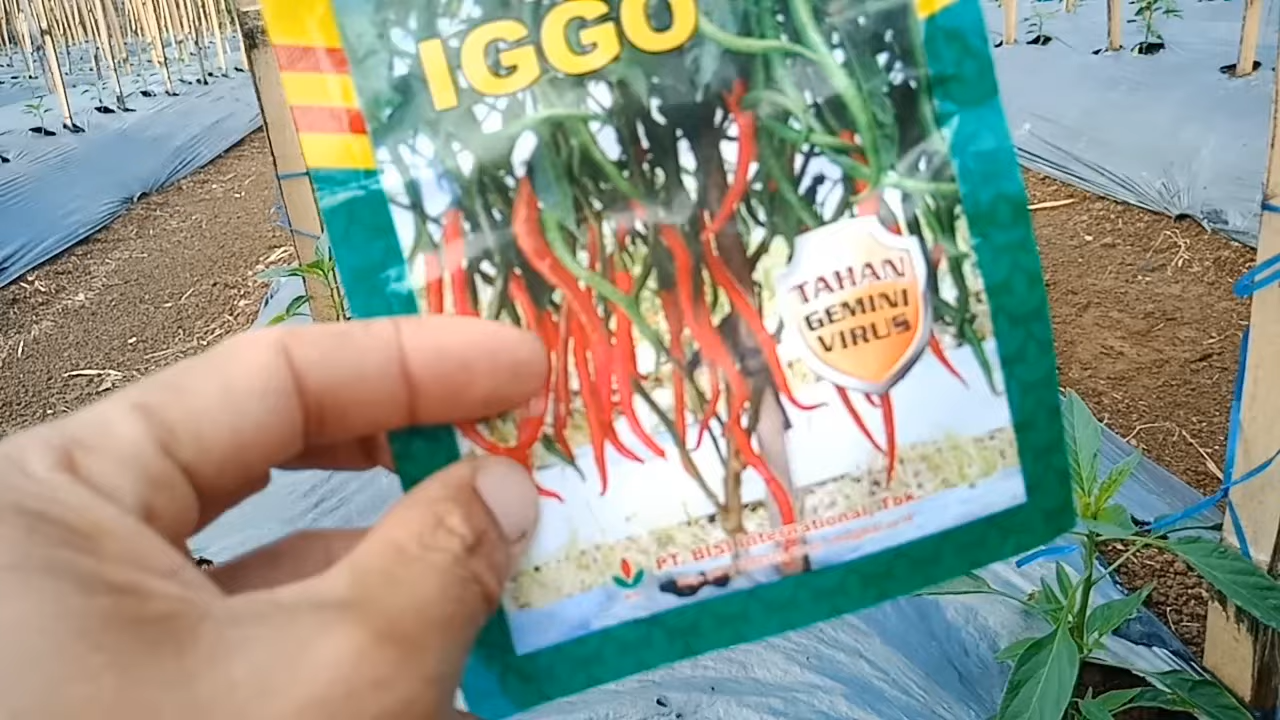 IGGO
TAHAN
GEMINI
VIRUS
PT. BISI International, Tbk